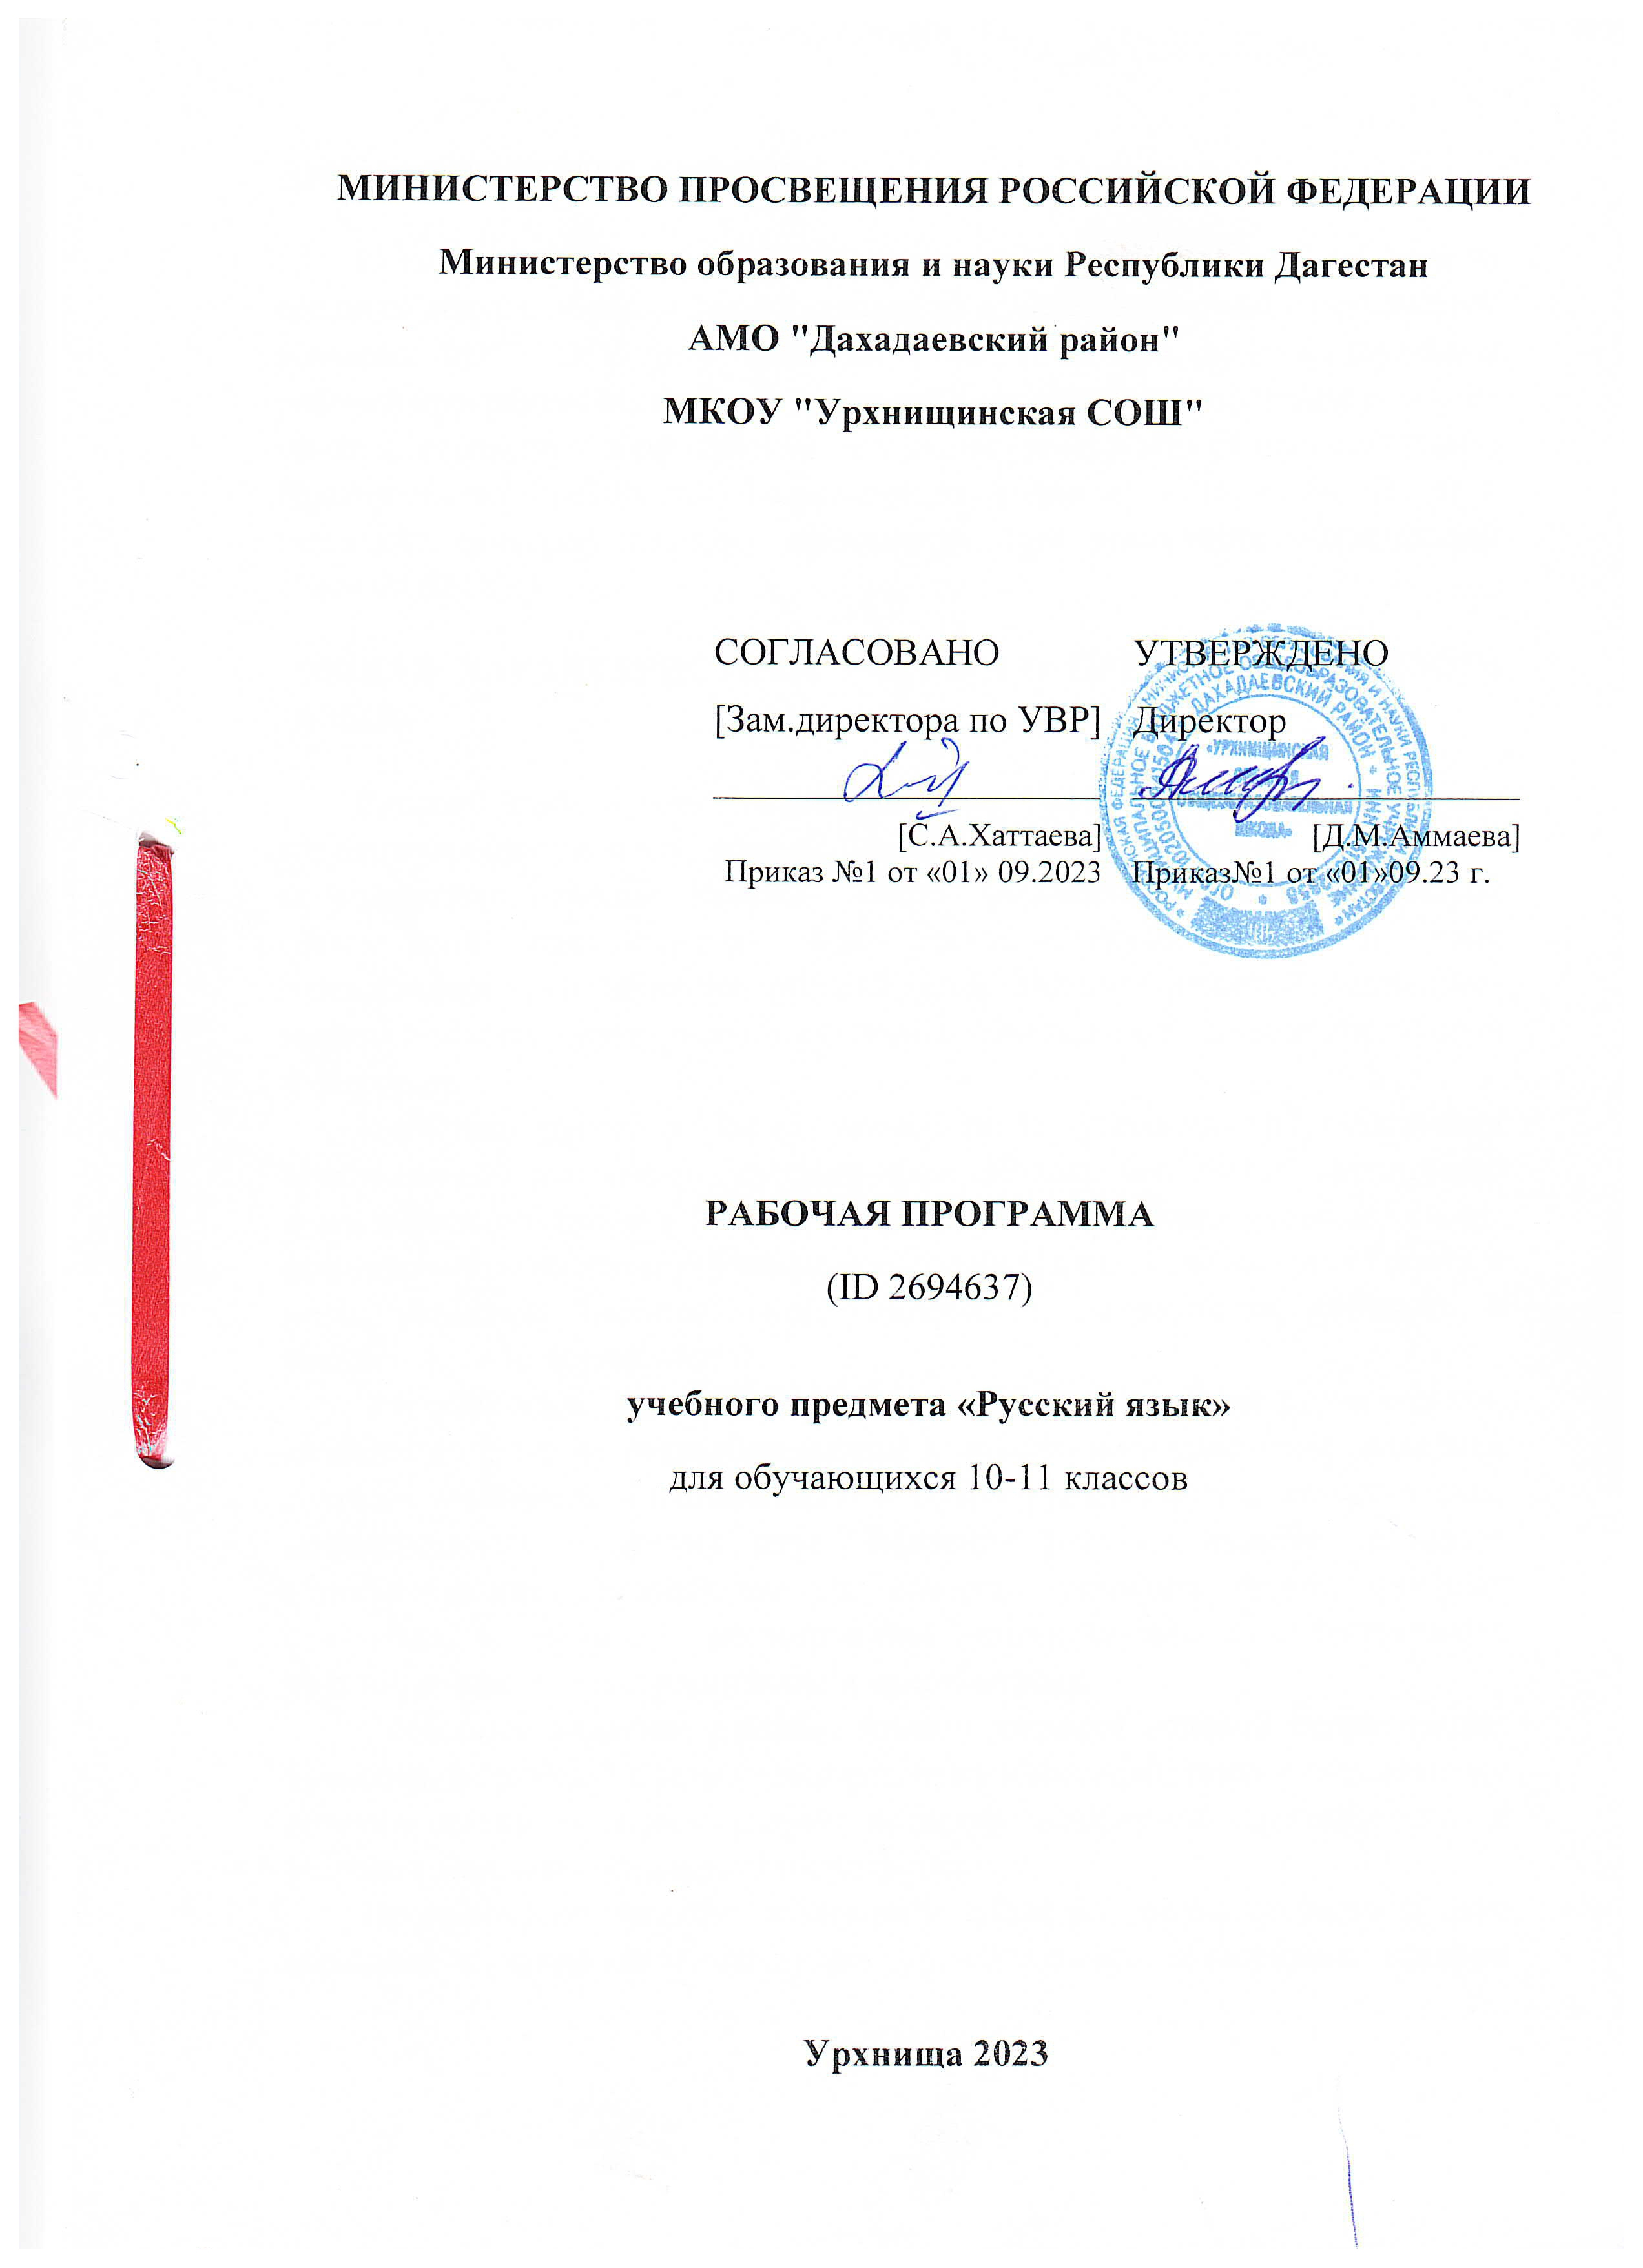 МИНИСТЕРСТВО ПРОСВЕЩЕНИЯ РОССИЙСКОЙ ФЕДЕРАЦИИ
Министерство образования и науки Республики Дагестан
АМО "Дахадаевский район"
МКОУ "Урхнищинская СОШ"
СОГЛАСОВАНО
[Зам.директора по УВР]
[С.А.Хаттаева]
Приказ №1 от «01» 09.2023
УТВЕРЖДЕНО
Директор
[Д.М.Аммаева]
Приказ№1 от «01»09.23 г.
ДАХАДАЕВСКИЙ РАЙОН
РАБОЧАЯ ПРОГРАММА
(ID 2694637)
учебного предмета «Русский язык»
для обучающихся 10-11 классов
Урхнища 2023